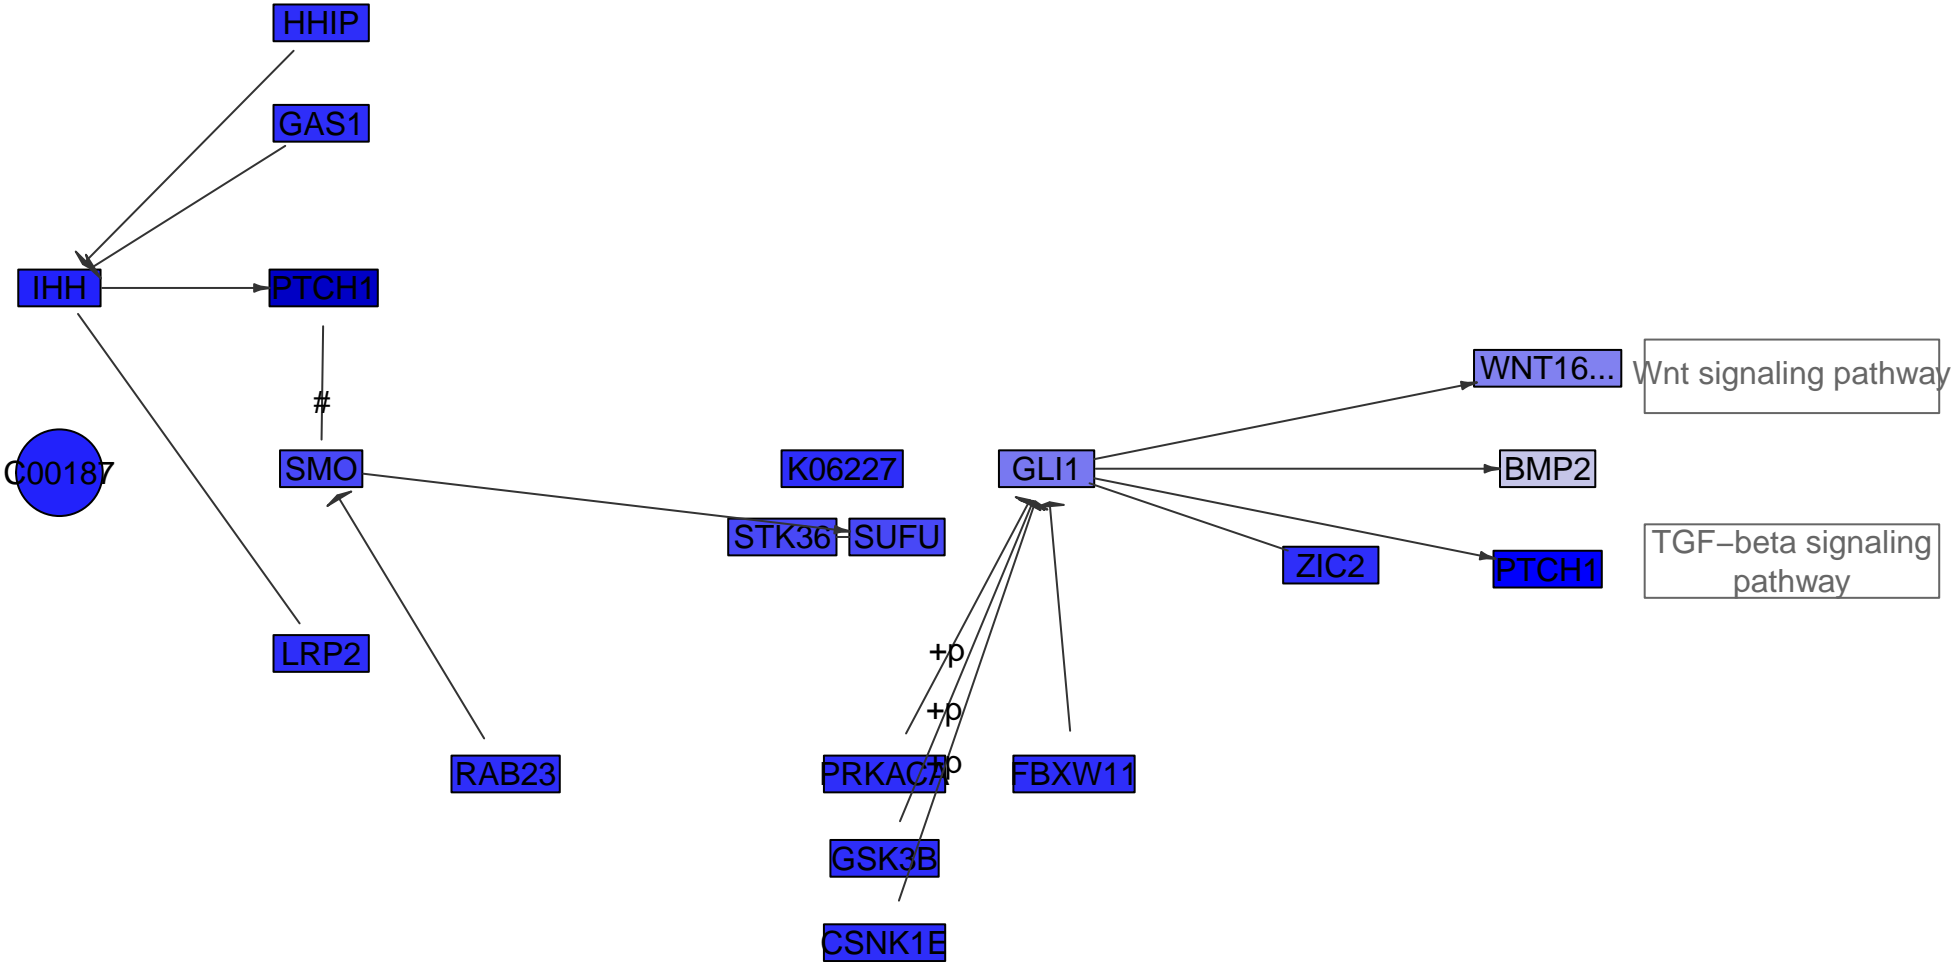 HHIP
GAS1
IHH
PTCH1
WNT16...
Wnt signaling pathway
#
C00187
SMO
K06227
GLI1
BMP2
STK36
SUFU
ZIC2
PTCH1
TGF−beta signaling
pathway
LRP2
+p
+p
+p
RAB23
PRKACA
FBXW11
GSK3B
CSNK1E